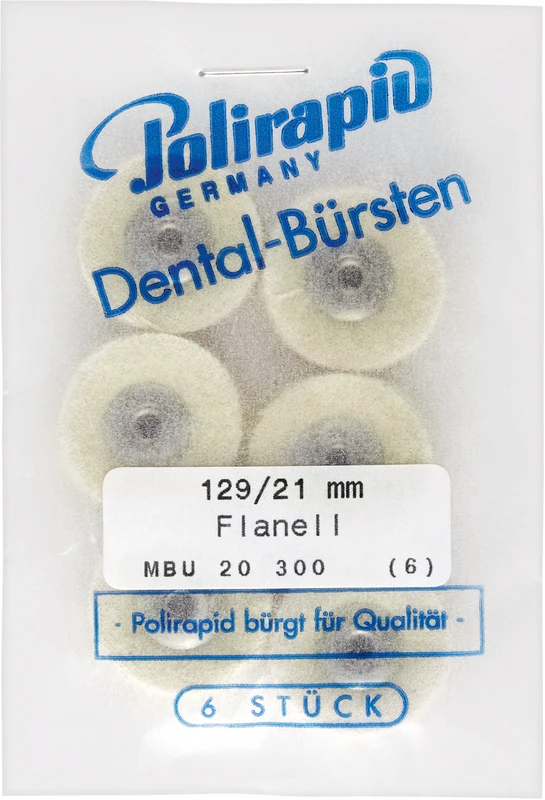 Polirapid
GERMANY
Dental-Bürsten
129/21 mm
Flanell
MBU 20 300 (6)
- Polirapid bürgt für Qualität -
6 STÜCK